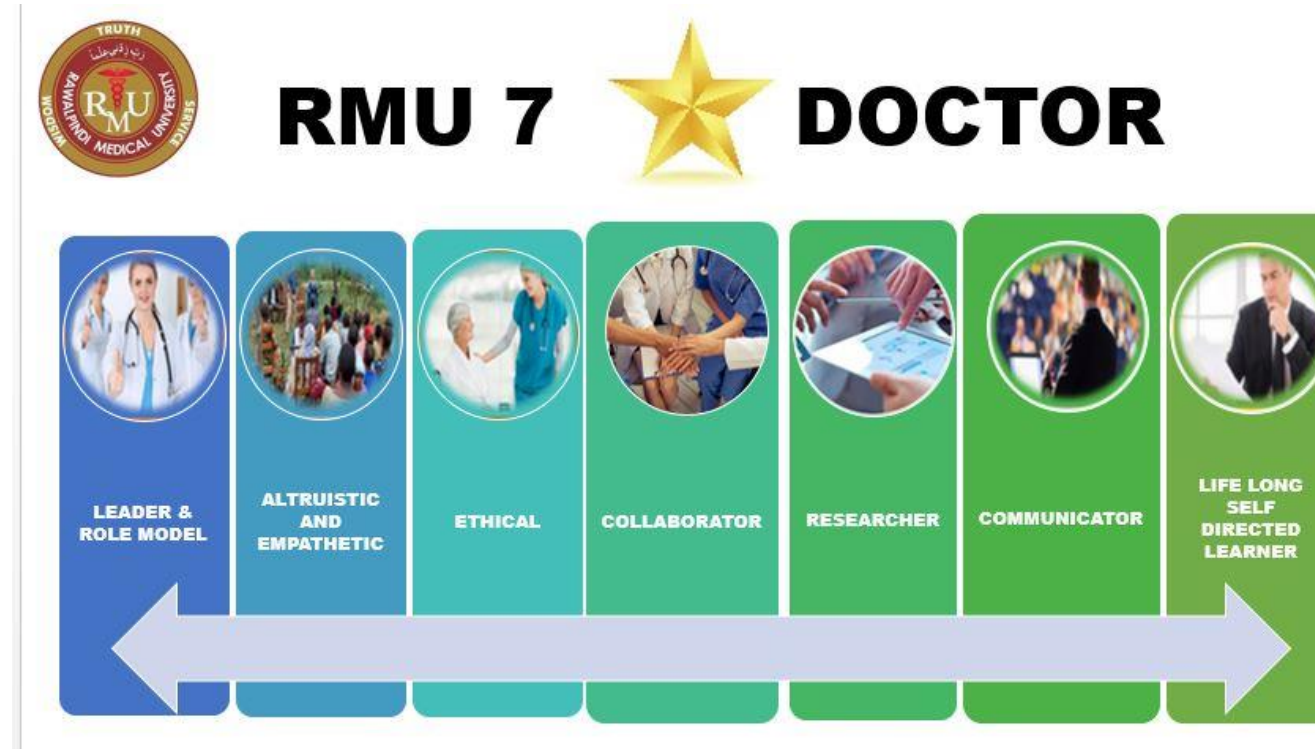 TRUTH
رَبِّ زِدْنِي عِلْماً
RAWALPINDI MEDICAL UNIVERSITY
RMU
WISDOM
SERVICE
RMU 7 DOCTOR
LEADER &
ROLE MODEL
ALTRUISTIC
AND
EMPATHETIC
ETHICAL
COLLABORATOR
RESEARCHER
COMMUNICATOR
LIFE LONG
SELF
DIRECTED
LEARNER